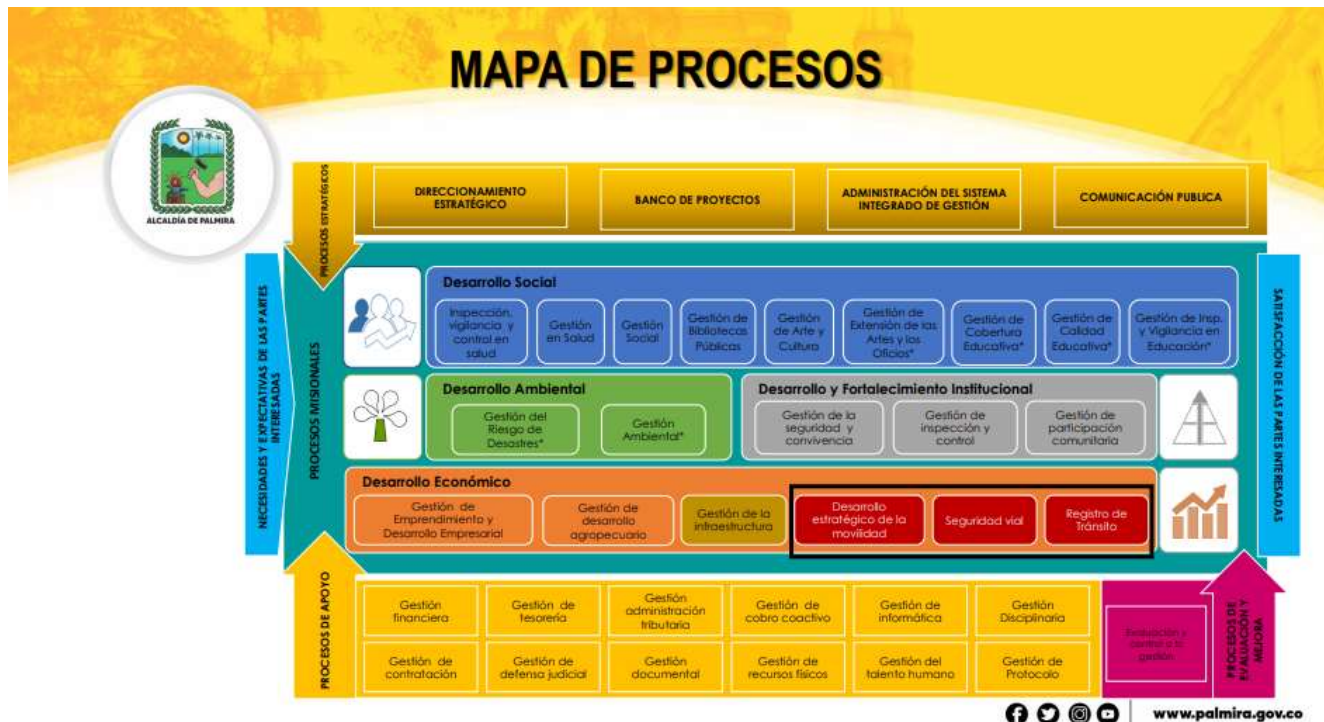 MAPA DE PROCESOS
ALCALDÍA DE PALMIRA
PROCESOS ESTRATÉGICOS
DIRECCIONAMIENTO
ESTRATÉGICO
BANCO DE PROYECTOS
ADMINISTRACIÓN DEL SISTEMA
INTEGRADO DE GESTIÓN
COMUNICACIÓN PUBLICA
NECESIDADES Y EXPECTATIVAS DE LAS PARTES
INTERESADAS
PROCESOS MISIONALES
Desarrollo Social
Inspección,
vigilancia y
control en
salud
Gestión
en Salud
Gestión
Social
Gestión de
Bibliotecas
Públicas
Gestión
de Arte y
Cultura
Gestión de
Extensión de las
Artes y los
Oficios*
Gestión de
Cobertura
Educativa*
Gestión de
Calidad
Educativa*
Gestión de Insp.
y Vigilancia en
Educación*
Desarrollo Ambiental
Gestión del
Riesgo de
Desastres*
Gestión
Ambiental*
Desarrollo y Fortalecimiento Institucional
Gestión de la
seguridad y
convivencia
Gestión de
inspección y
control
Gestión de
participación
comunitaria
Desarrollo Económico
Gestión de
Emprendimiento y
Desarrollo Empresarial
Gestión de
desarrollo
agropecuario
Gestión de la
infraestructura
Desarrollo
estratégico de la
movilidad
Seguridad vial
Registro de
Tránsito
SATISFACCIÓN DE LAS PARTES INTERESADAS
PROCESOS DE APOYO
Gestión
financiera
Gestión de
tesorería
Gestión
administración
tributaria
Gestión de
cobro coactivo
Gestión de
informática
Gestión
Disciplinaria
Gestión de
contratación
Gestión de
defensa judicial
Gestión
documental
Gestión de
recursos físicos
Gestión del
talento humano
Gestión de
Protocolo
Evaluación y
control a la
gestión
PROCESOS DE
EVALUACIÓN Y
MEJORA
www.palmira.gov.co